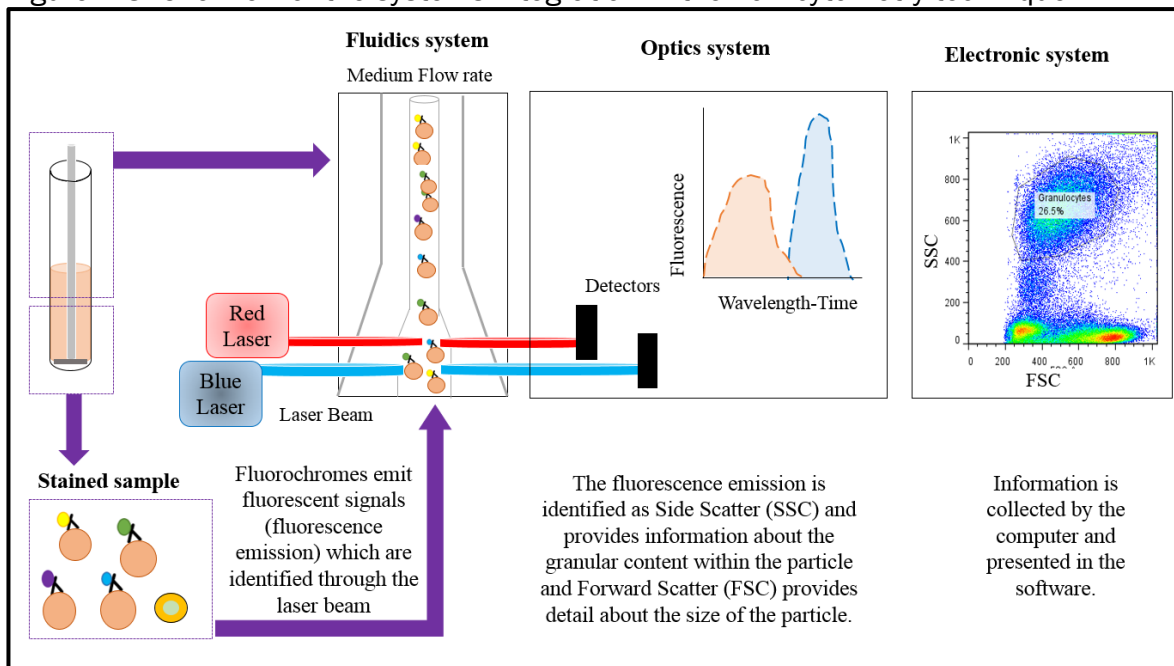 Fluidics system
Optics system
Electronic system
Medium Flow rate
Fluorescence
Wavelength-Time
Detectors
Red
Laser
Blue
Laser
Laser Beam
1K
800
600
400
200
0
SSC
Granulocytes
26.5%
0
200
400
600
800
1K
FSC
Stained sample
Fluorochromes emit
fluorescent signals
(fluorescence
emission) which are
identified through the
laser beam
The fluorescence emission is
identified as Side Scatter (SSC) and
provides information about the
granular content within the particle
and Forward Scatter (FSC) provides
detail about the size of the particle.
Information is
collected by the
computer and
presented in the
software.